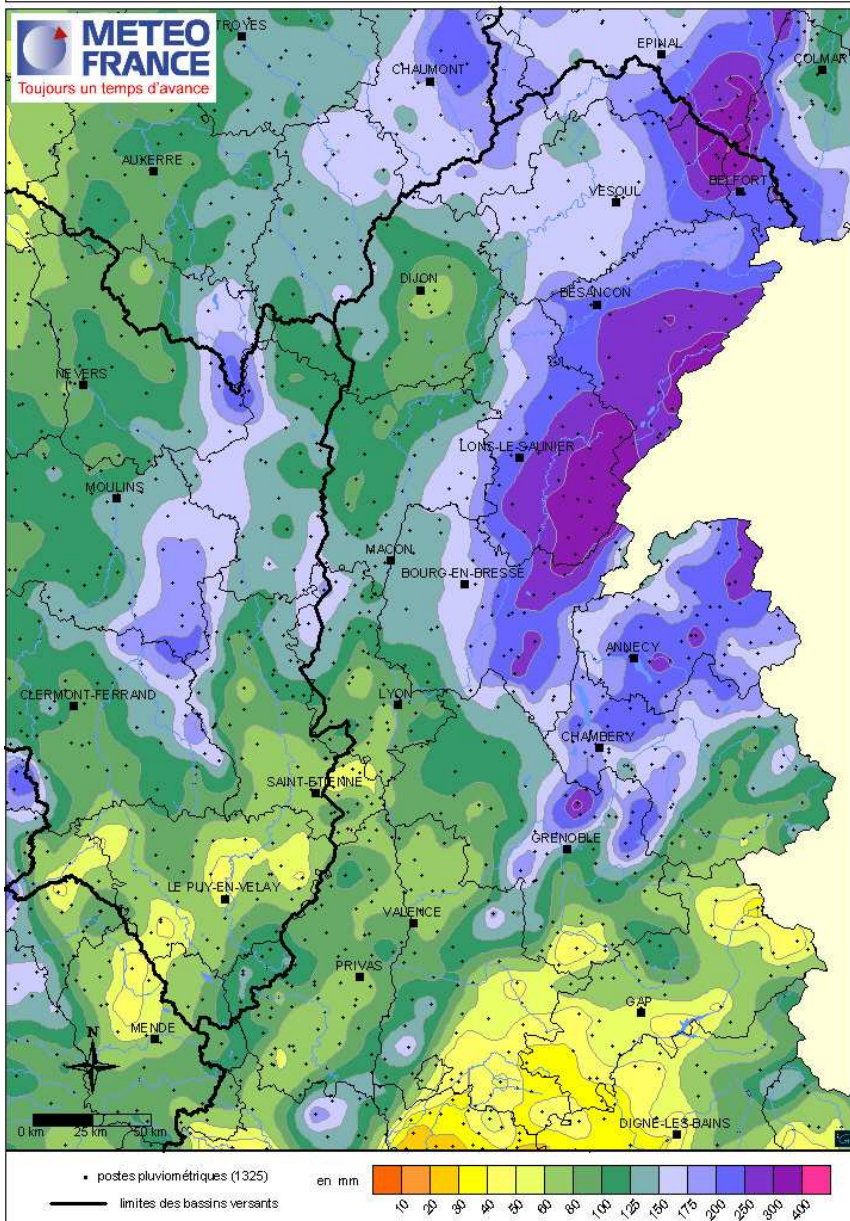 METEO
FRANCE
Toujours un temps d'avance
TROYES
EPINAL
CHAUMONT
COLMAR
AUXERRE
BELFORT
VESOUL
DIJON
BESANCON
NEVERS
LONS-LE-SAUNIER
MOULINS
MACON
BOURG-EN-BRESSE
ANNECY
CLERMONT-FERRAND
LYON
CHAMBERY
SAINT-ETIENNE
GRENOBLE
LE PUY-EN-VELAY
VALENCE
PRIVAS
GAP
N
MENDE
0 km 25 km 50 km
DIGNE-LES-BAINS
postes pluviométriques (1325)
limites des bassins versants
en mm
10 20 30 40 50 60 80 100 125 150 175 200 250 300 400